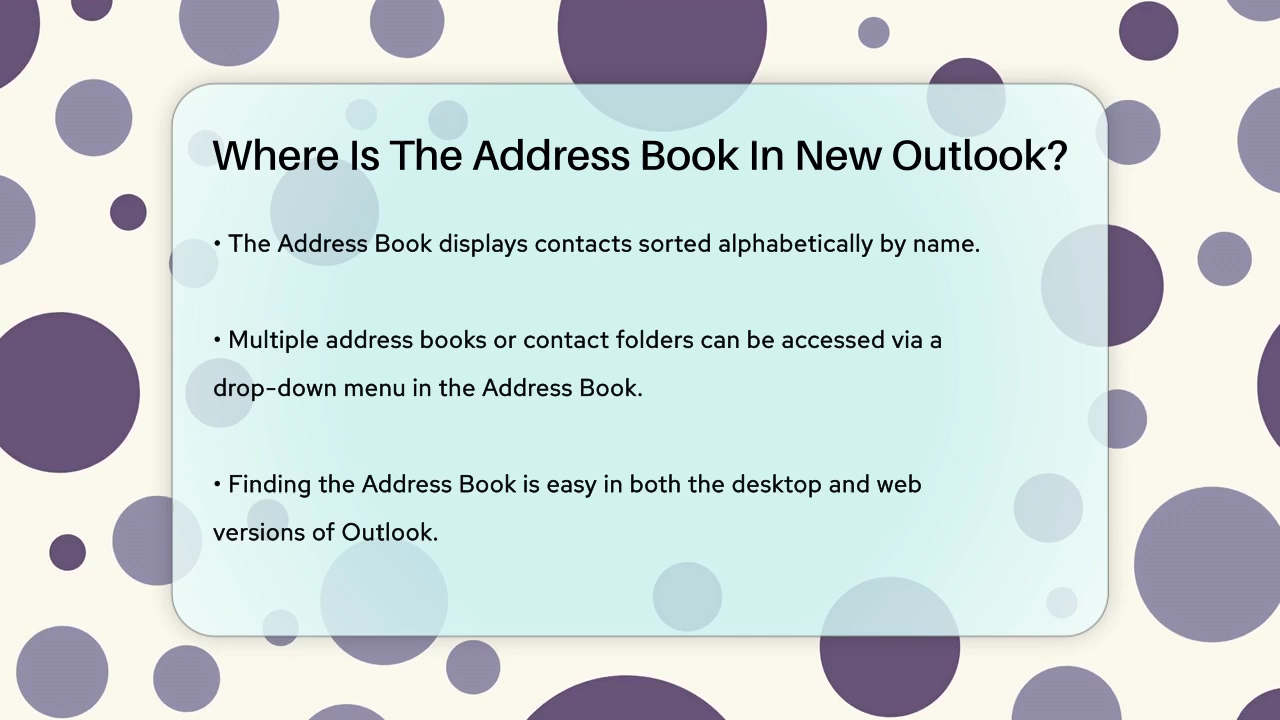 Where Is The Address Book In New Outlook?
• The Address Book displays contacts sorted alphabetically by name.
• Multiple address books or contact folders can be accessed via a
drop-down menu in the Address Book.
• Finding the Address Book is easy in both the desktop and web
versions of Outlook.